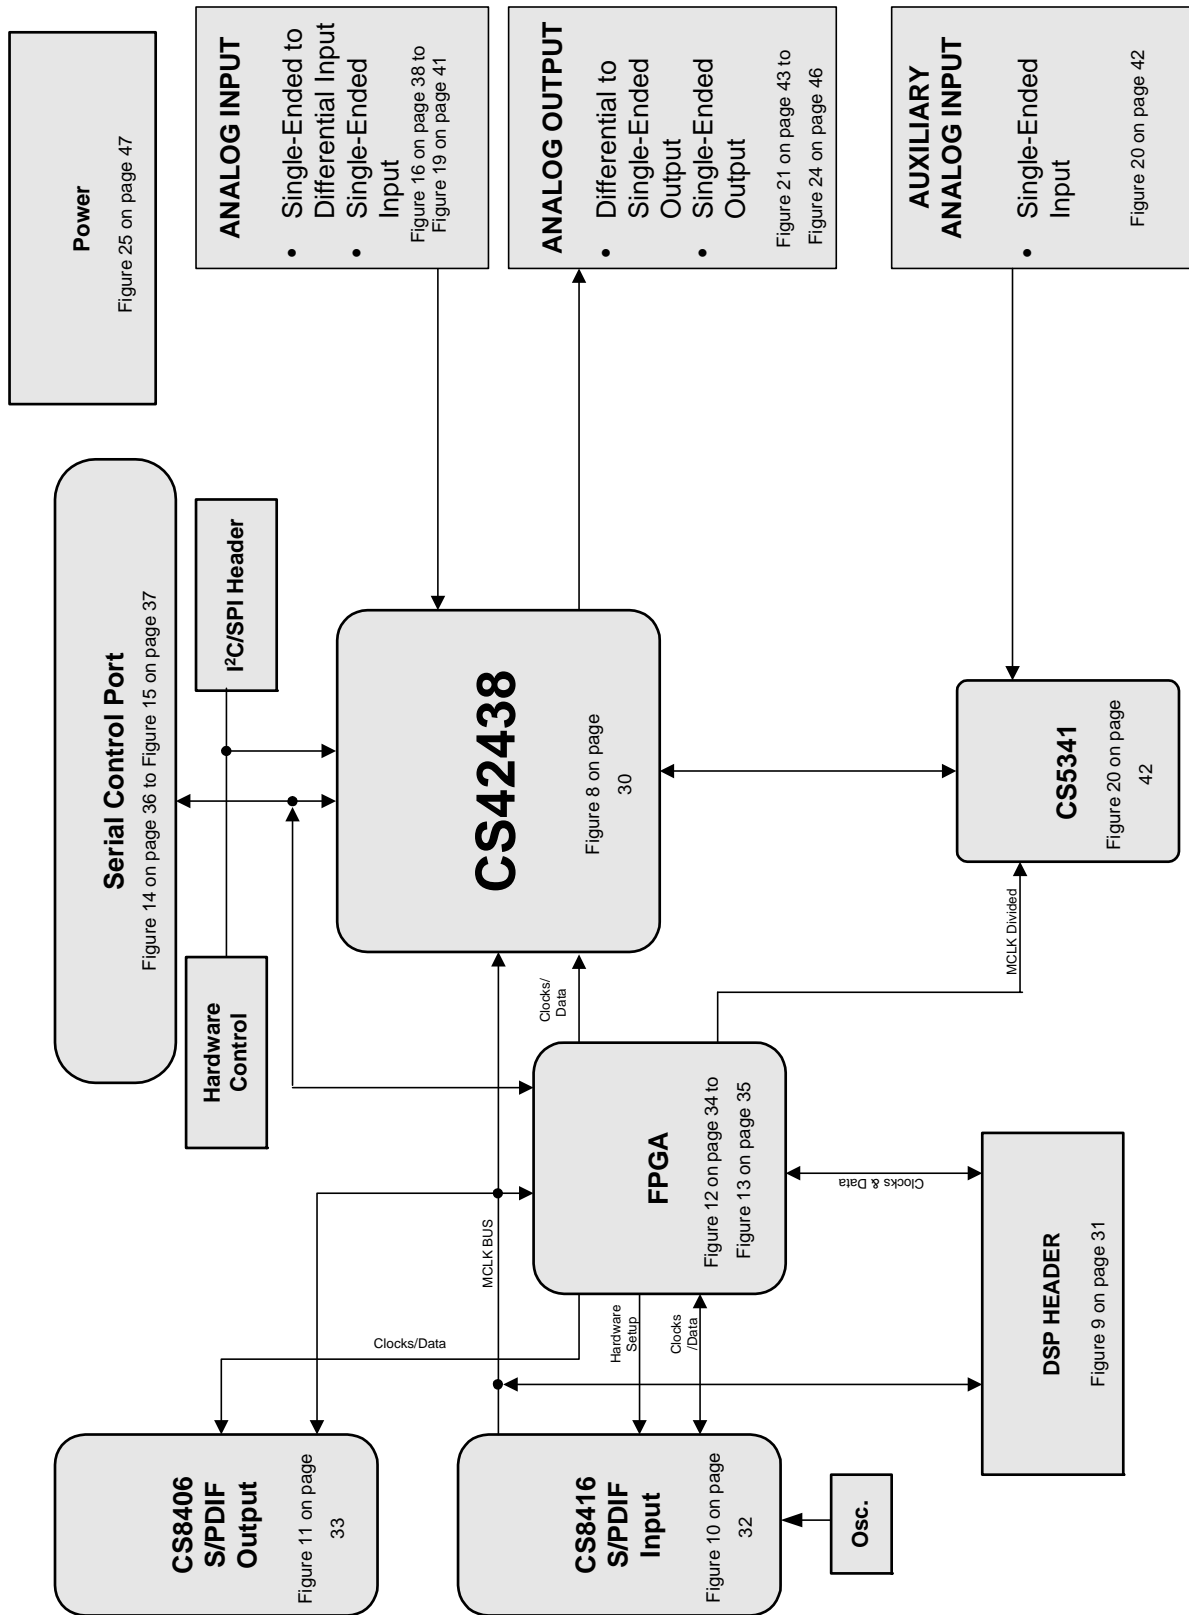 CS8406
S/PDIF
Output
Figure 11 on page
33
CS8416
S/PDIF
Input
Figure 10 on page
32
Osc.
Clocks/Data
MCLK BUS
Hardware
Setup
Clocks
/Data
DSP HEADER
Figure 9 on page 31
Clocks & Data
FPGA
Figure 12 on page 34 to
Figure 13 on page 35
Hardware
Control
Serial Control Port
Figure 14 on page 36 to Figure 15 on page 37
I²C/SPI Header
Clocks/
Data
CS42438
Figure 8 on page
30
MCLK Divided
CS5341
Figure 20 on page
42
Power
Figure 25 on page 47
ANALOG INPUT
• Single-Ended to
Differential Input
• Single-Ended
Input
Figure 16 on page 38 to
Figure 19 on page 41
ANALOG OUTPUT
• Differential to
Single-Ended
Output
• Single-Ended
Output
Figure 21 on page 43 to
Figure 24 on page 46
AUXILIARY
ANALOG INPUT
• Single-Ended
Input
Figure 20 on page 42